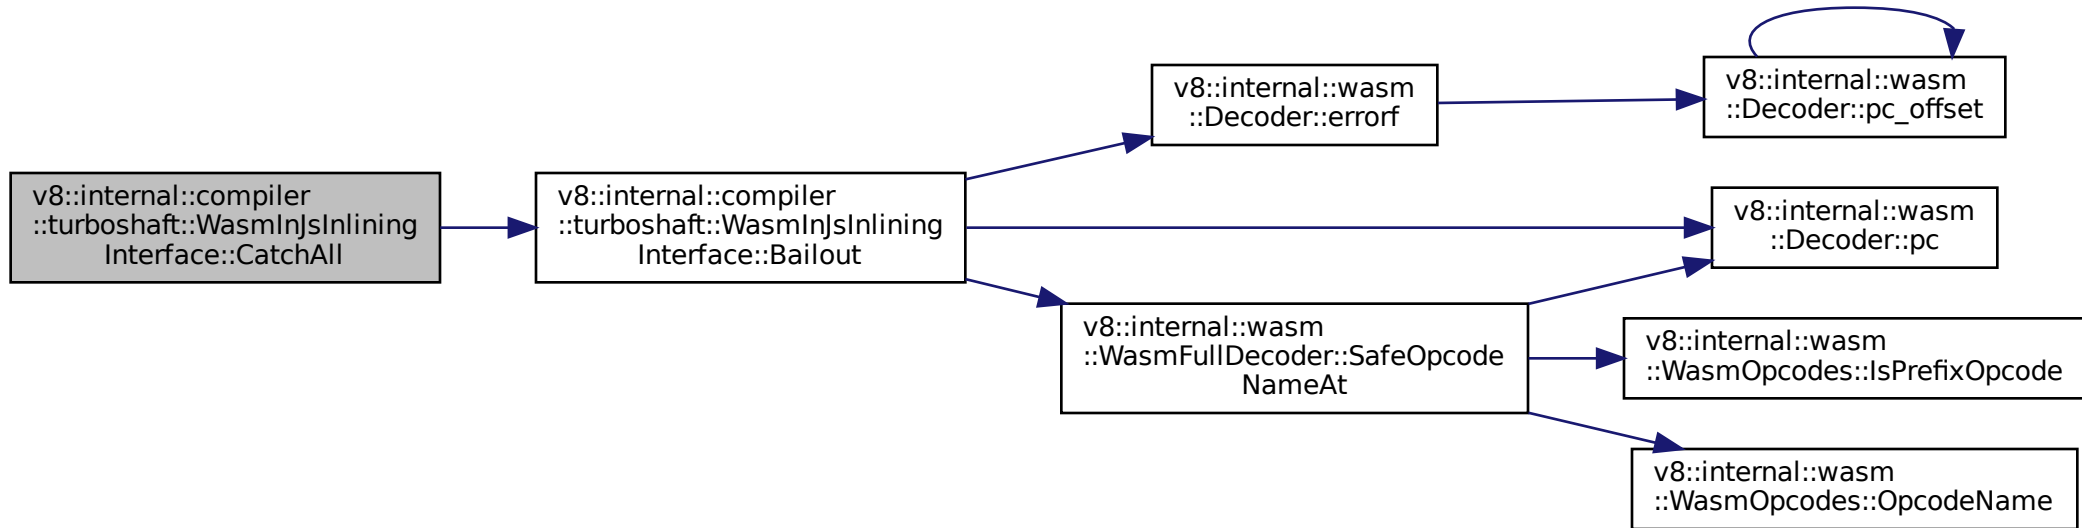 v8::internal::compiler
::turboshaft::WasmInJsInlining
Interface::CatchAll
v8::internal::compiler
::turboshaft::WasmInJsInlining
Interface::Bailout
v8::internal::wasm
::Decoder::errorf
v8::internal::wasm
::Decoder::pc_offset
v8::internal::wasm
::Decoder::pc
v8::internal::wasm
::WasmFullDecoder::SafeOpcode
NameAt
v8::internal::wasm
::WasmOpcodes::IsPrefixOpcode
v8::internal::wasm
::WasmOpcodes::OpcodeName